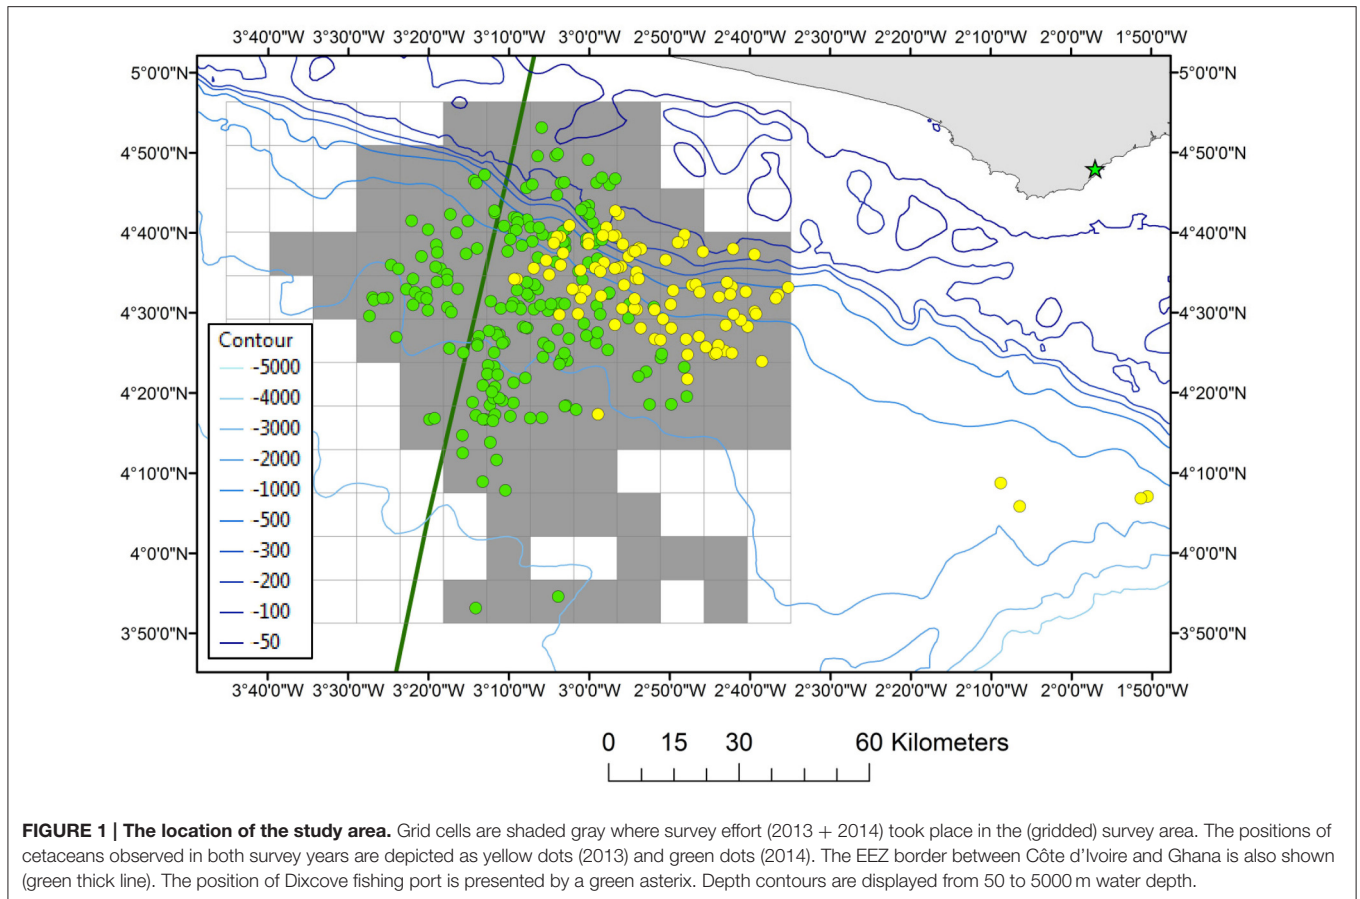 3°40'0"W 3°30'0"W 3°20'0"W 3°10'0"W 3°0'0"W 2°50'0"W 2°40'0"W 2°30'0"W 2°20'0"W 2°10'0"W 2°0'0"W 1°50'0"W
5°0'0"N 5°0'0"N
4°50'0"N 4°50'0"N
4°40'0"N 4°40'0"N
4°30'0"N 4°30'0"N
Contour
-5000
-4000
-3000
-2000
-1000
-500
-300
-200
-100
-50
4°20'0"N 4°20'0"N
4°10'0"N 4°10'0"N
4°0'0"N 4°0'0"N
3°50'0"N 3°50'0"N
3°40'0"W 3°30'0"W 3°20'0"W 3°10'0"W 3°0'0"W 2°50'0"W 2°40'0"W 2°30'0"W 2°20'0"W 2°10'0"W 2°0'0"W 1°50'0"W
0 15 30 60 Kilometers
FIGURE 1 | The location of the study area. Grid cells are shaded gray where survey effort (2013 + 2014) took place in the (gridded) survey area. The positions of
cetaceans observed in both survey years are depicted as yellow dots (2013) and green dots (2014). The EEZ border between Côte d'Ivoire and Ghana is also shown
(green thick line). The position of Dixcove fishing port is presented by a green asterix. Depth contours are displayed from 50 to 5000 m water depth.